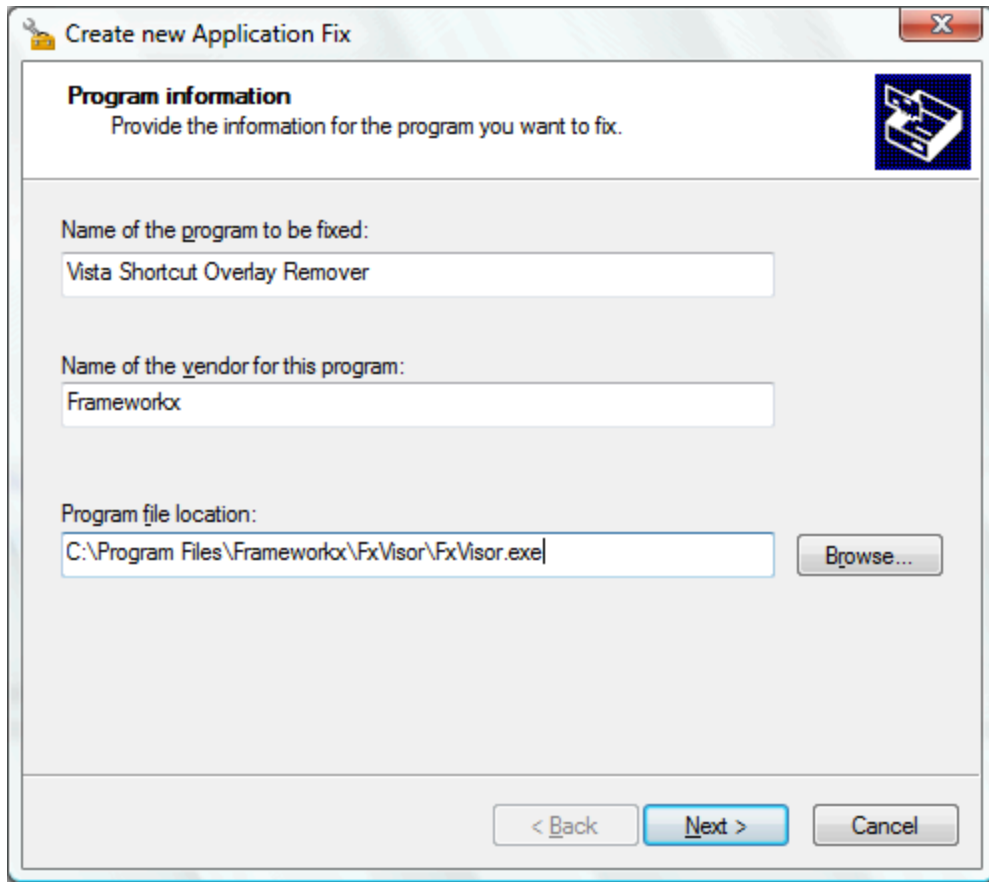 Create new Application Fix
Program information
Provide the information for the program you want to fix.
Name of the program to be fixed:
Vista Shortcut Overlay Remover
Name of the vendor for this program:
Frameworkx
Program file location:
C:\Program Files\Frameworkx\FxVisor\FxVisor.exe
Browse...
< Back
Next >
Cancel